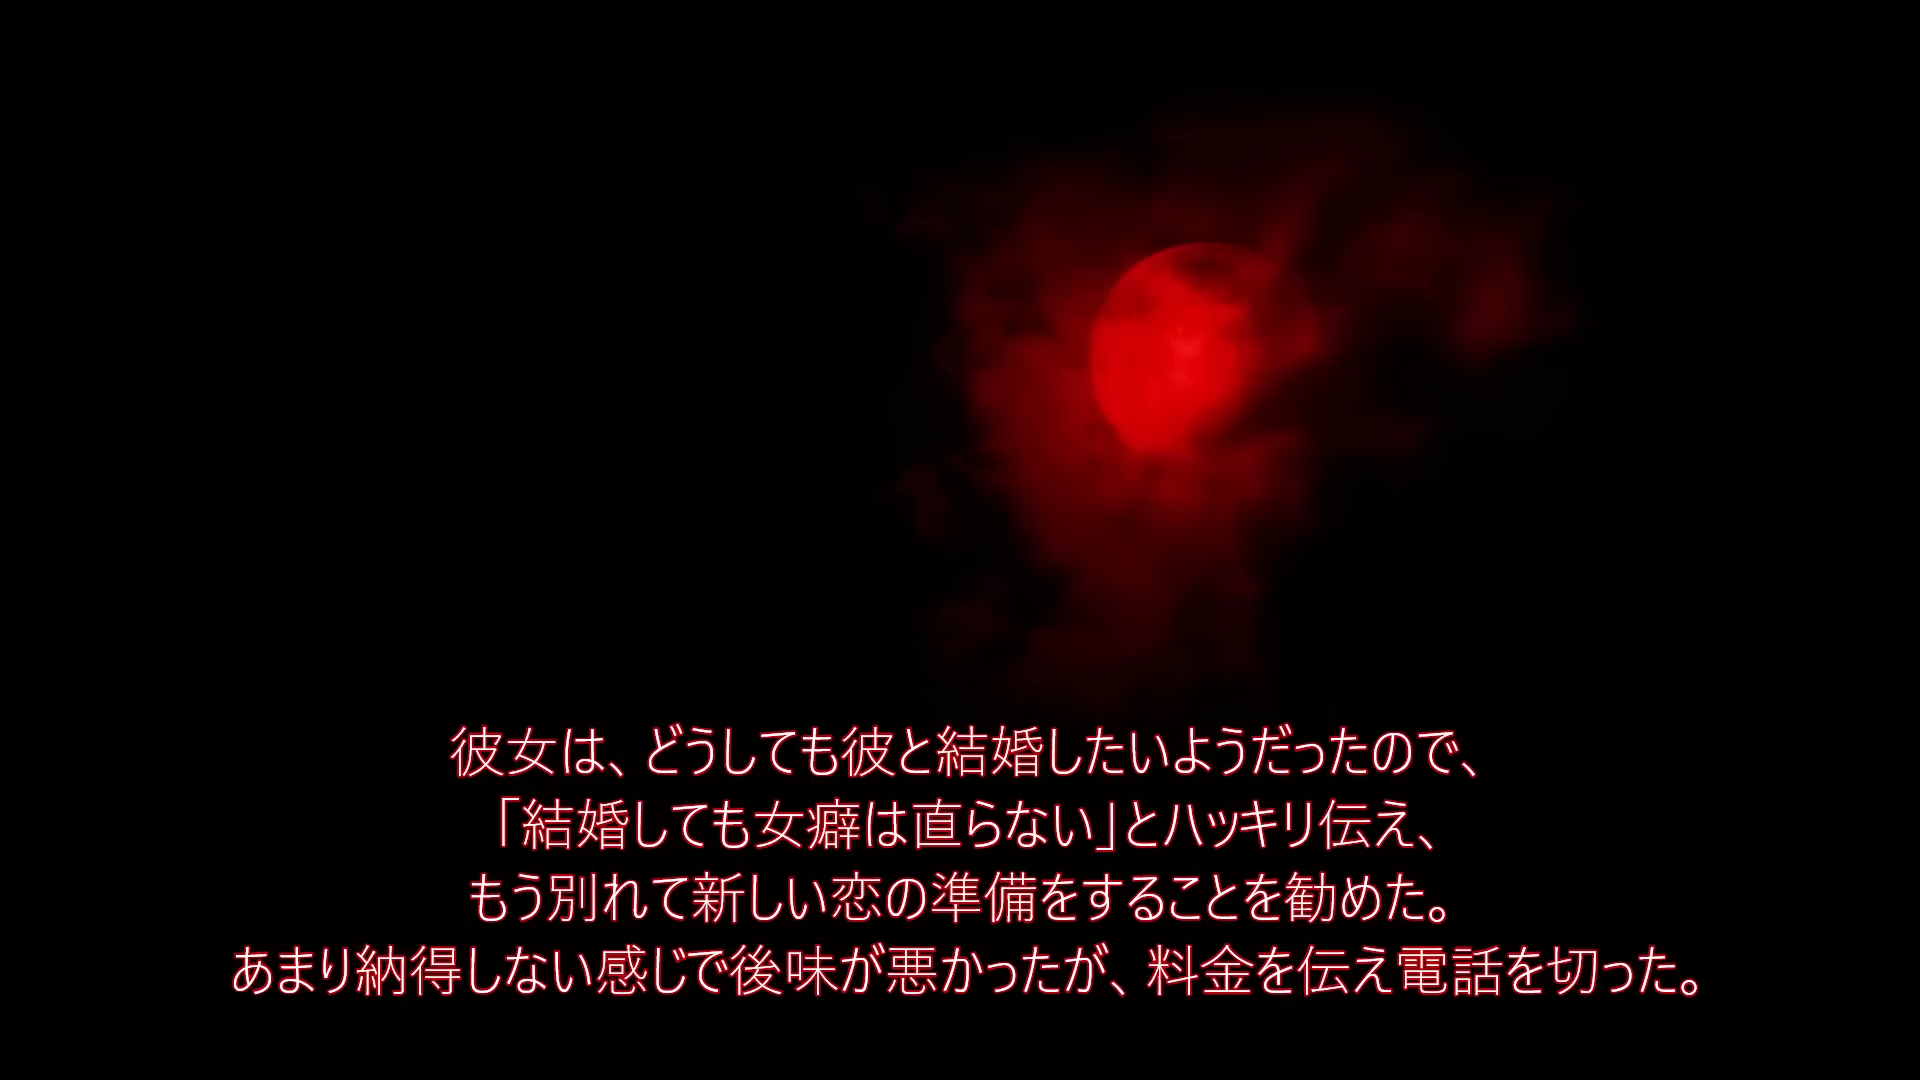 彼女は、どうしても彼と結婚したいようだったので、
「結婚しても女癖は直らない」とハッキリ伝え、
もう別れて新しい恋の準備をすることを勧めた。
あまり納得しない感じで後味が悪かったが、料金を伝え電話を切った。